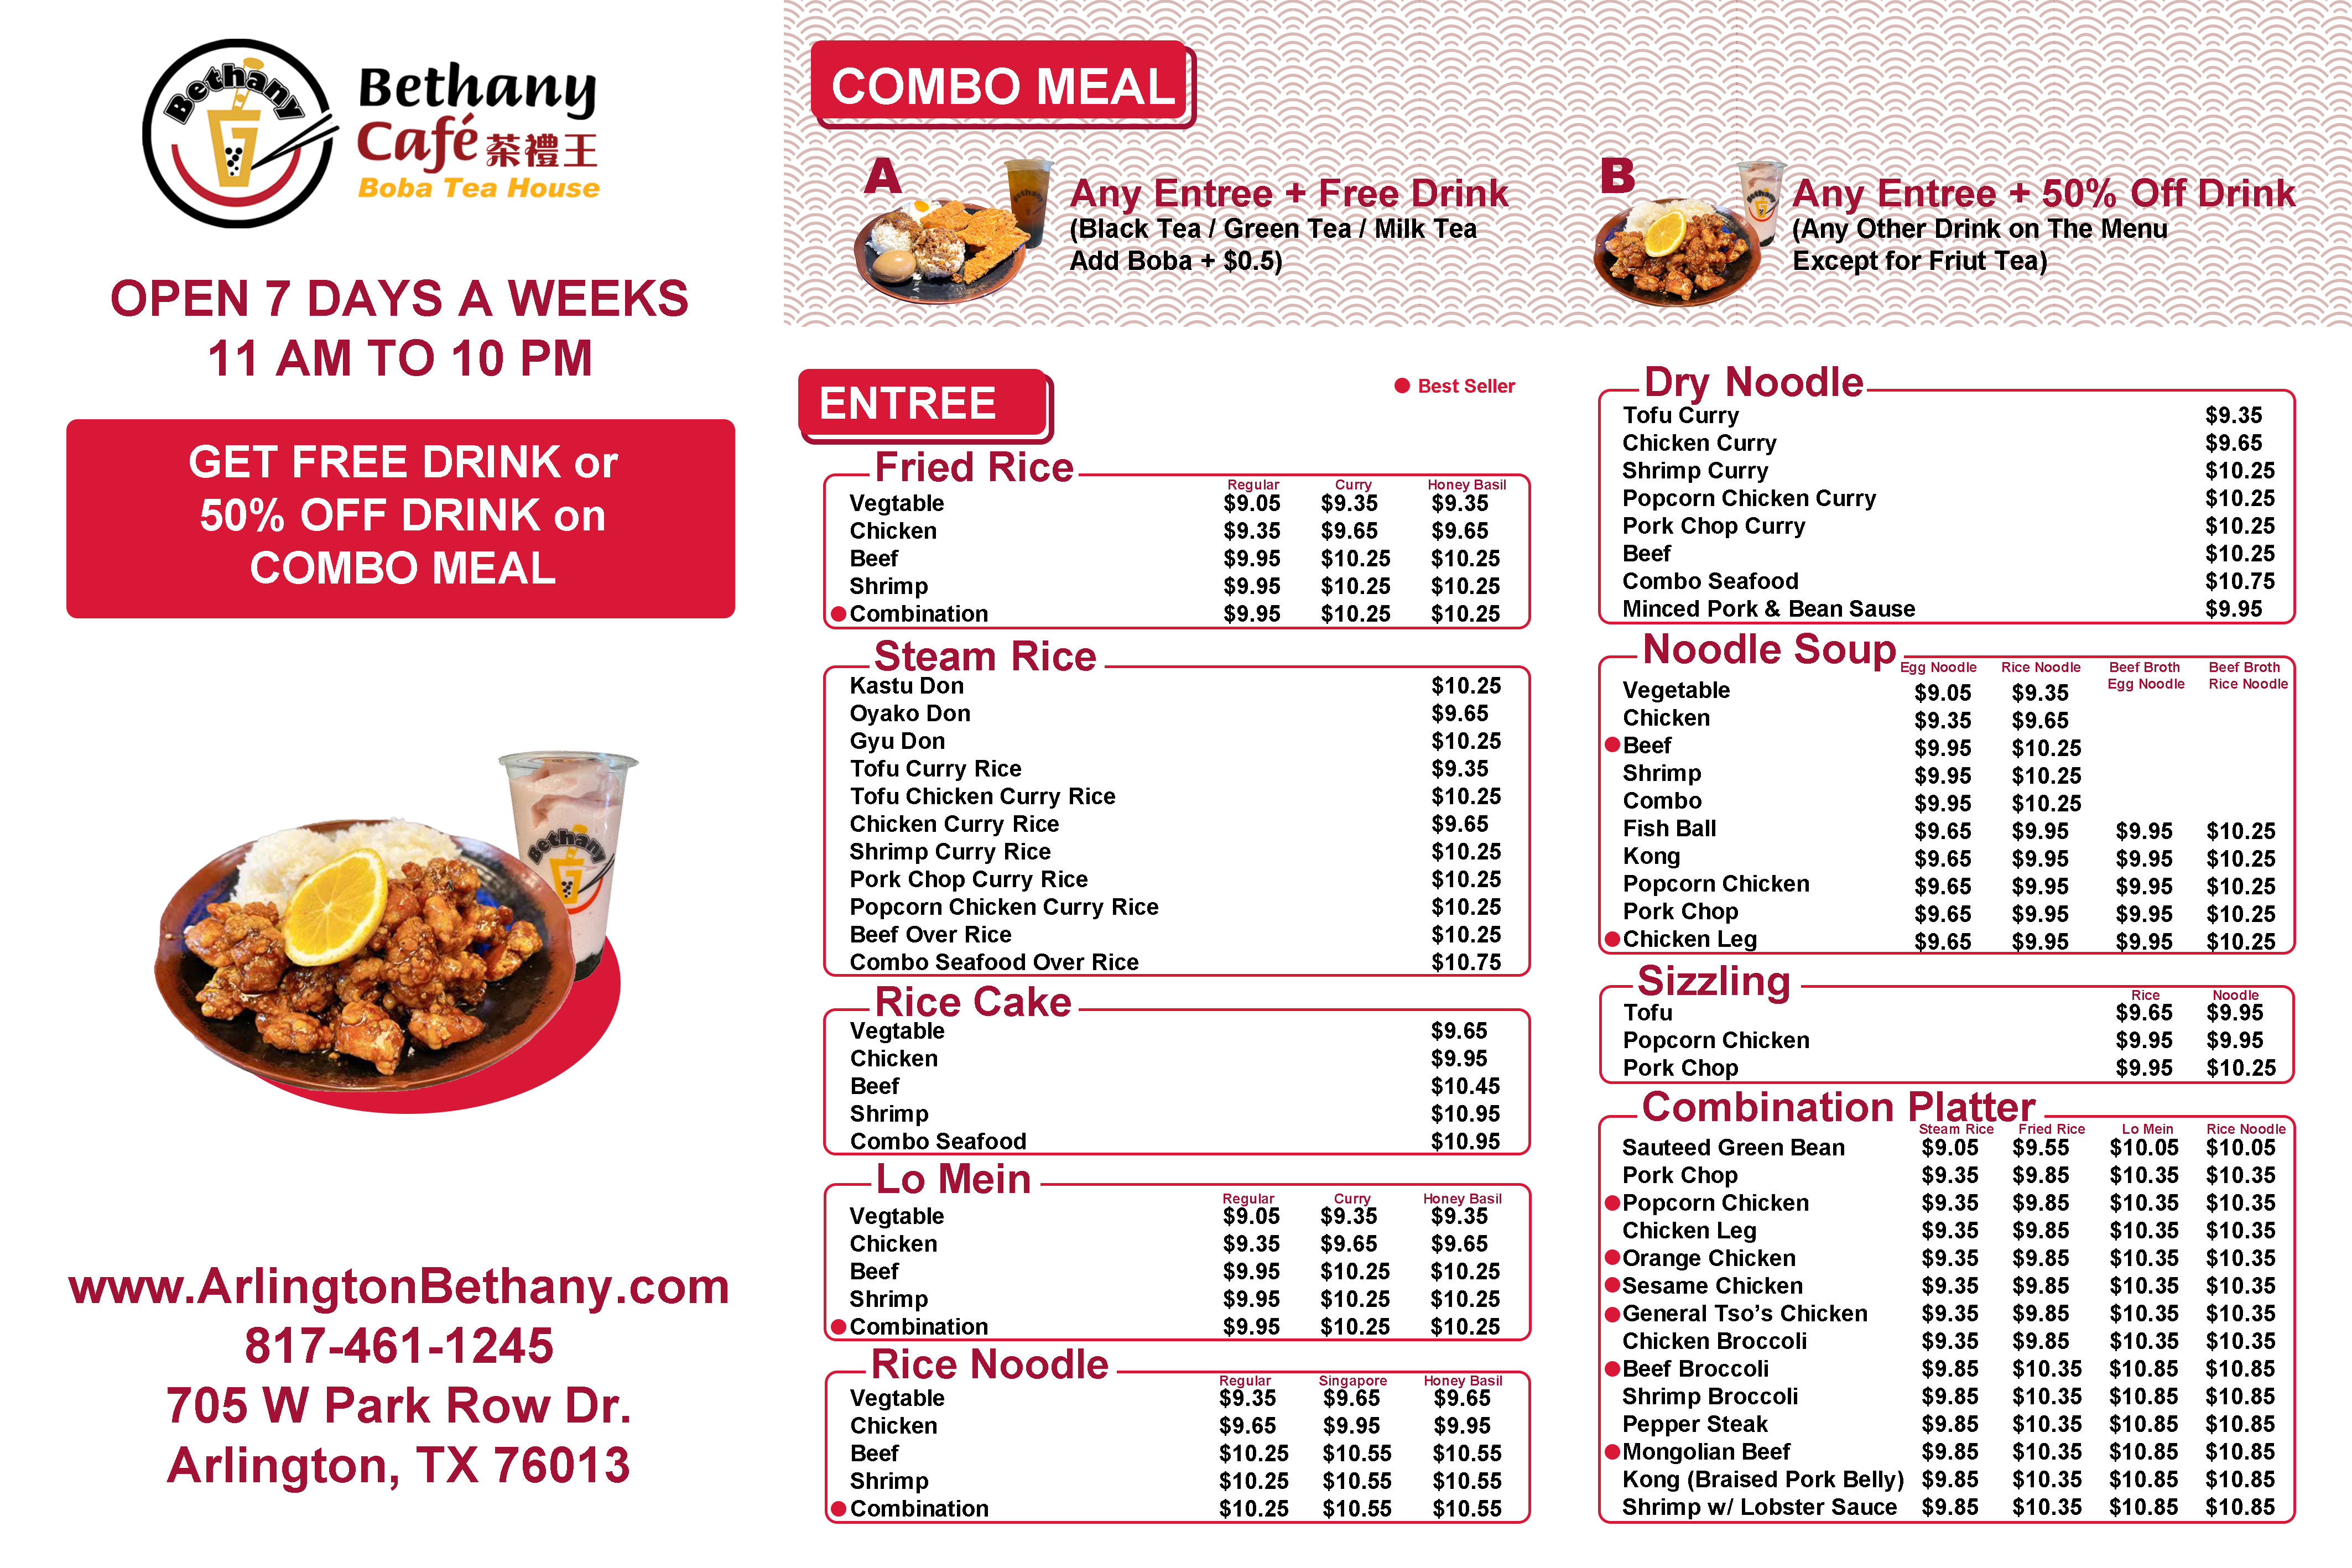 Bethany
Bethany
Café 茶禮王
Boba Tea House
OPEN 7 DAYS A WEEKS
11 AM TO 10 PM
GET FREE DRINK or
50% OFF DRINK on
COMBO MEAL
Bethany
www.ArlingtonBethany.com
817-461-1245
705 W Park Row Dr.
Arlington, TX 76013
COMBO MEAL
A
Any Entree + Free Drink
(Black Tea / Green Tea / Milk Tea
Add Boba + $0.5)
B
Any Entree + 50% Off Drink
(Any Other Drink on The Menu
Except for Friut Tea)
ENTREE
Best Seller
Fried Rice
Regular Curry Honey Basil
Vegtable $9.05 $9.35 $9.35
Chicken $9.35 $9.65 $9.65
Beef $9.95 $10.25 $10.25
Shrimp $9.95 $10.25 $10.25
Combination $9.95 $10.25 $10.25
Steam Rice
Kastu Don $10.25
Oyako Don $9.65
Gyu Don $10.25
Tofu Curry Rice $9.35
Tofu Chicken Curry Rice $10.25
Chicken Curry Rice $9.65
Shrimp Curry Rice $10.25
Pork Chop Curry Rice $10.25
Popcorn Chicken Curry Rice $10.25
Beef Over Rice $10.25
Combo Seafood Over Rice $10.75
Rice Cake
Vegtable $9.65
Chicken $9.95
Beef $10.45
Shrimp $10.95
Combo Seafood $10.95
Lo Mein
Regular Curry Honey Basil
Vegtable $9.05 $9.35 $9.35
Chicken $9.35 $9.65 $9.65
Beef $9.95 $10.25 $10.25
Shrimp $9.95 $10.25 $10.25
Combination $9.95 $10.25 $10.25
Rice Noodle
Regular Singapore Honey Basil
Vegtable $9.35 $9.65 $9.65
Chicken $9.65 $9.95 $9.95
Beef $10.25 $10.55 $10.55
Shrimp $10.25 $10.55 $10.55
Combination $10.25 $10.55 $10.55
Dry Noodle
Tofu Curry $9.35
Chicken Curry $9.65
Shrimp Curry $10.25
Popcorn Chicken Curry $10.25
Pork Chop Curry $10.25
Beef $10.25
Combo Seafood $10.75
Minced Pork & Bean Sause $9.95
Noodle Soup
Egg Noodle Rice Noodle Beef Broth Egg Noodle Beef Broth Rice Noodle
Vegetable $9.05 $9.35
Chicken $9.35 $9.65
Beef $9.95 $10.25
Shrimp $9.95 $10.25
Combo $9.95 $10.25
Fish Ball $9.65 $9.95 $9.95 $10.25
Kong $9.65 $9.95 $9.95 $10.25
Popcorn Chicken $9.65 $9.95 $9.95 $10.25
Pork Chop $9.65 $9.95 $9.95 $10.25
Chicken Leg $9.65 $9.95 $9.95 $10.25
Sizzling
Rice Noodle
Tofu $9.65 $9.95
Popcorn Chicken $9.95 $9.95
Pork Chop $9.95 $10.25
Combination Platter
Steam Rice Fried Rice Lo Mein Rice Noodle
Sauteed Green Bean $9.05 $9.55 $10.05 $10.05
Pork Chop $9.35 $9.85 $10.35 $10.35
Popcorn Chicken $9.35 $9.85 $10.35 $10.35
Chicken Leg $9.35 $9.85 $10.35 $10.35
Orange Chicken $9.35 $9.85 $10.35 $10.35
Sesame Chicken $9.35 $9.85 $10.35 $10.35
General Tso's Chicken $9.35 $9.85 $10.35 $10.35
Chicken Broccoli $9.35 $9.85 $10.35 $10.35
Beef Broccoli $9.85 $10.35 $10.85 $10.85
Shrimp Broccoli $9.85 $10.35 $10.85 $10.85
Pepper Steak $9.85 $10.35 $10.85 $10.85
Mongolian Beef $9.85 $10.35 $10.85 $10.85
Kong (Braised Pork Belly) $9.85 $10.35 $10.85 $10.85
Shrimp w/ Lobster Sauce $9.85 $10.35 $10.85 $10.85